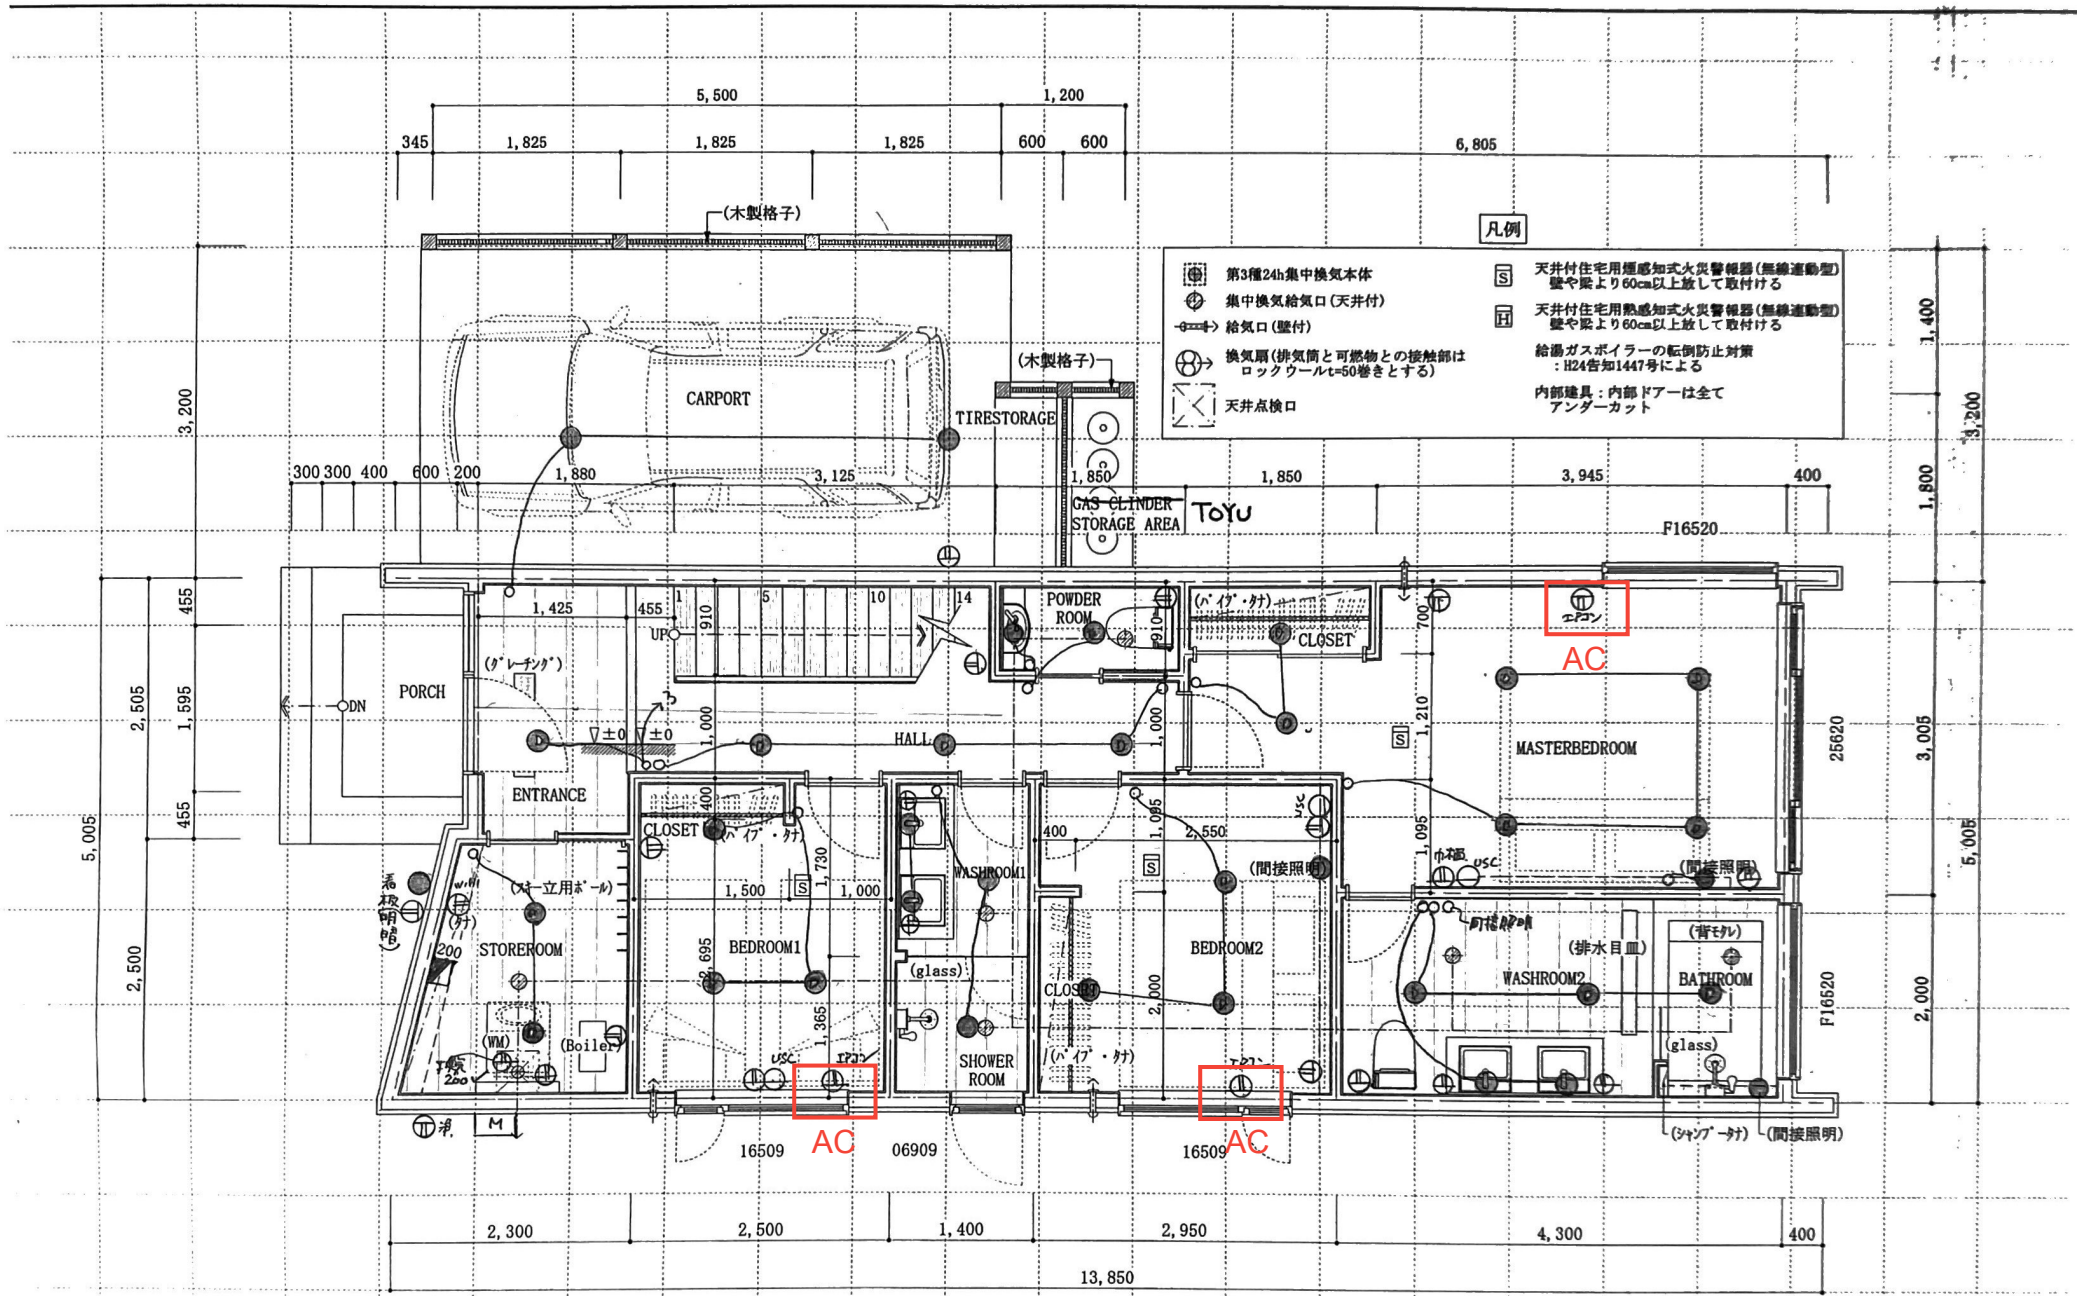 5,500
1,200
345
1,825
1,825
1,825
600
600
6,805
(木製格子)
凡例
第3種24h集中換気本体
集中換気給気口(天井付)
給気口(壁付)
換気扇(排気筒と可燃物との接触部は
ロックウールt=50巻きとする)
天井点検口
S
天井付住宅用煙感知式火災警報器(無線連動型)
壁や梁より60cm以上放して取付ける
H
天井付住宅用熱感知式火災警報器(無線連動型)
壁や梁より60cm以上放して取付ける
給湯ガスボイラーの転倒防止対策
:H24告知1447号による
内部建具:内部ドアーは全て
アンダーカット
1,400
3,200
1,800
3,200
(木製格子)
CARPORT
TIRESTORAGE
300
300
400
600
200
1,880
3,125
1,850
1,850
3,945
400
GAS CLINDER
STORAGE AREA
TOYU
F16520
455
1,425
455
1
5
10
14
910
UP
POWDER
ROOM
910
(パイプ・タナ)
CLOSET
700
エアコン
AC
(グレーチング)
PORCH
DN
2,505
1,595
455
5,005
±0
±0
3
1,000
HALL
1,000
1,210
S
MASTERBEDROOM
25620
3,005
5,005
ENTRANCE
400
CLOSET
(パイプ・タナ)
1,730
S
1,500
1,000
WASHROOM1
400
1,095
2,550
S
USC
(間接照明)
1,095
USC
(間接照明)
(スキー立用ポール)
(タナ)
200
STOREROOM
2,500
BEDROOM1
2,695
1,365
(glass)
CLOSET
BEDROOM2
2,000
間接照明
(排水目皿)
WASHROOM2
(背モタレ)
BATHROOM
F16520
2,000
(WM)
200
(Boiler)
USC
エアコン
SHOWER
ROOM
(パイプ・タナ)
エアコン
(glass)
M
AC
AC
16509
06909
16509
(シャンプータナ)
(間接照明)
2,300
2,500
1,400
2,950
4,300
400
13,850